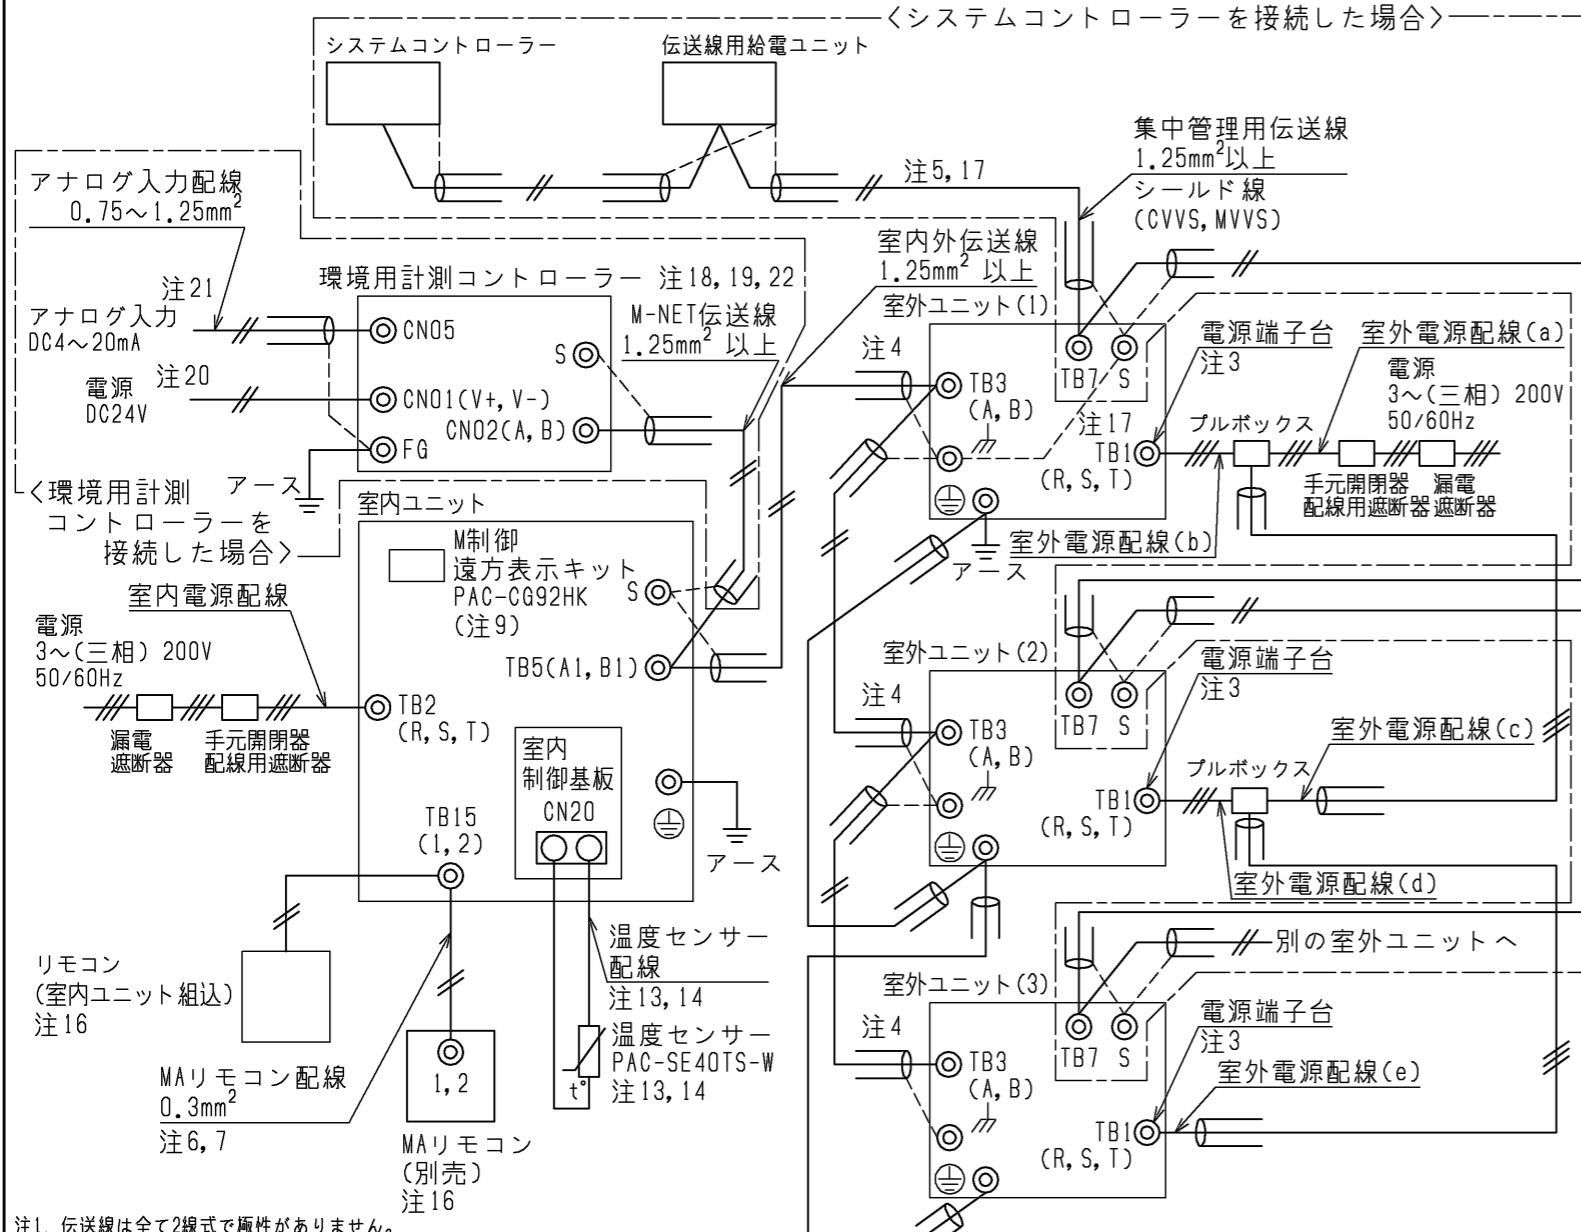 〈システムコントローラーを接続した場合〉
システムコントローラー
伝送線用給電ユニット
集中管理用伝送線
1.25mm²以上
シールド線
(CVVS,MVVS)
注5,17
アナログ入力配線
0.75～1.25mm²
注21
アナログ入力
DC4～20mA
電源
DC24V
注20
環境用計測コントローラー 注18,19,22
CN05
S
CN01(V+,V-)
CN02(A,B)
FG
アース
〈環境用計測
コントローラーを
接続した場合〉
M-NET伝送線
1.25mm² 以上
室内外伝送線
1.25mm² 以上
室外ユニット(1)
注4
TB3
(A,B)
TB7 S
注17
TB1
(R,S,T)
アース
電源端子台
注3
室外電源配線(a)
電源
3～(三相) 200V
50/60Hz
プルボックス
手元開閉器
配線用遮断器
漏電
遮断器
室外電源配線(b)
室内ユニット
M制御
遠方表示キット
PAC-CG92HK
(注9)
S
TB5(A1,B1)
室内電源配線
電源
3～(三相) 200V
50/60Hz
漏電
遮断器
手元開閉器
配線用遮断器
TB2
(R,S,T)
室内
制御基板
CN20
TB15
(1,2)
アース
室外ユニット(2)
注4
TB3
(A,B)
TB7 S
TB1
(R,S,T)
電源端子台
注3
室外電源配線(c)
プルボックス
室外電源配線(d)
リモコン
(室内ユニット組込)
注16
MAリモコン配線
0.3mm²
注6,7
1,2
MAリモコン
(別売)
注16
温度センサー
配線
注13,14
温度センサー
PAC-SE40TS-W
注13,14
t°
別の室外ユニットへ
室外ユニット(3)
注4
TB3
(A,B)
TB7 S
TB1
(R,S,T)
電源端子台
注3
室外電源配線(e)
注1. 伝送線は全て2線式で極性がありません。